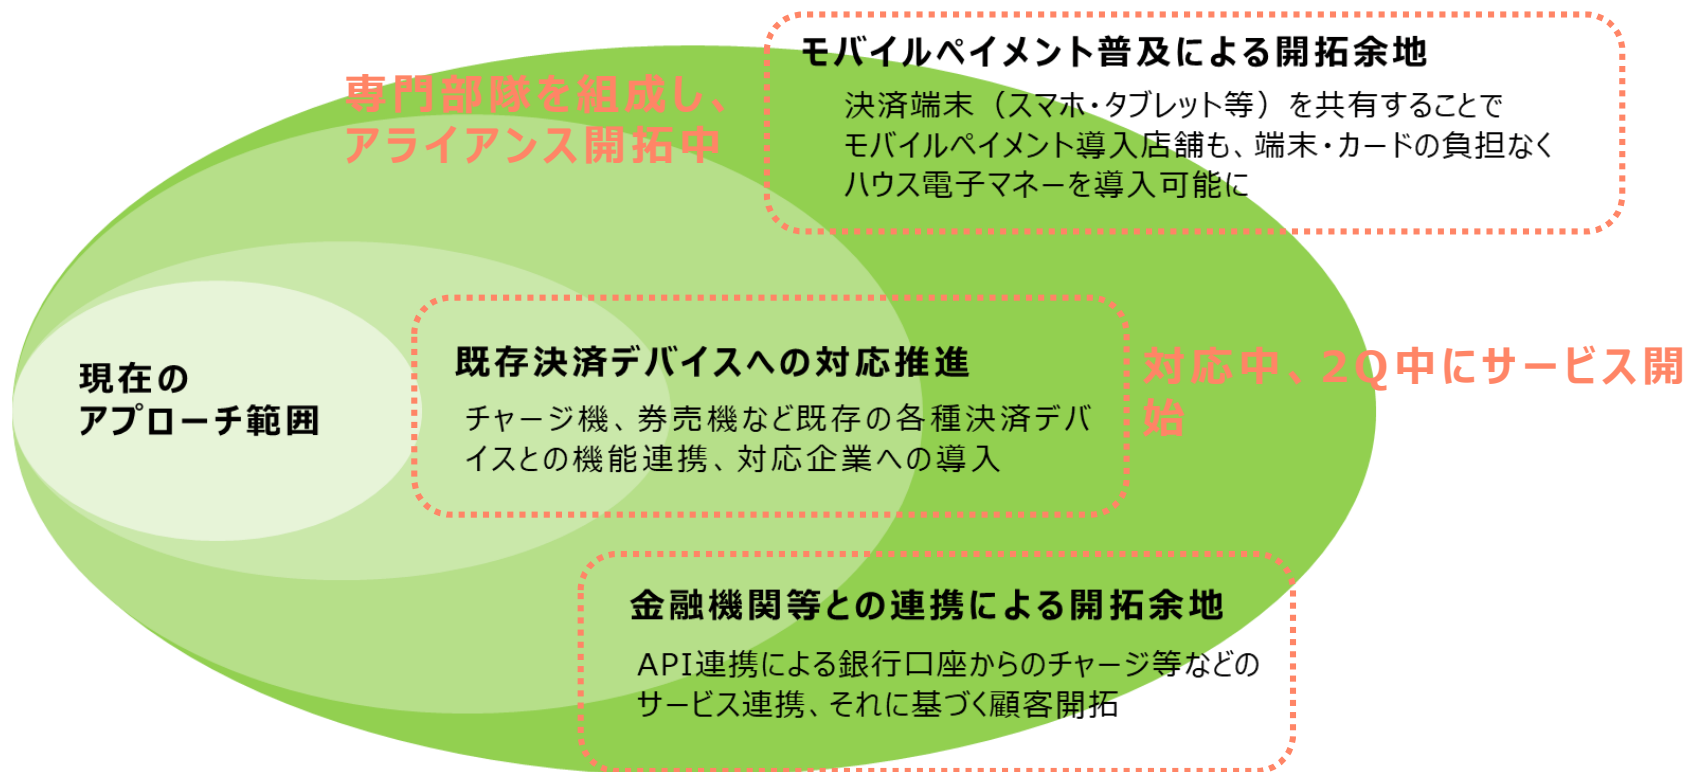 モバイルペイメント普及による開拓余地
決済端末（スマホ・タブレット等）を共有することで
モバイルペイメント導入店舗も、端末・カードの負担なく
ハウス電子マネーを導入可能に
専門部隊を組成し、
アライアンス開拓中
現在の
アプローチ範囲
既存決済デバイスへの対応推進
チャージ機、券売機など既存の各種決済デバ
イスとの機能連携、対応企業への導入
対応中、2Q中にサービス開
始
金融機関等との連携による開拓余地
API連携による銀行口座からのチャージ等などの
サービス連携、それに基づく顧客開拓